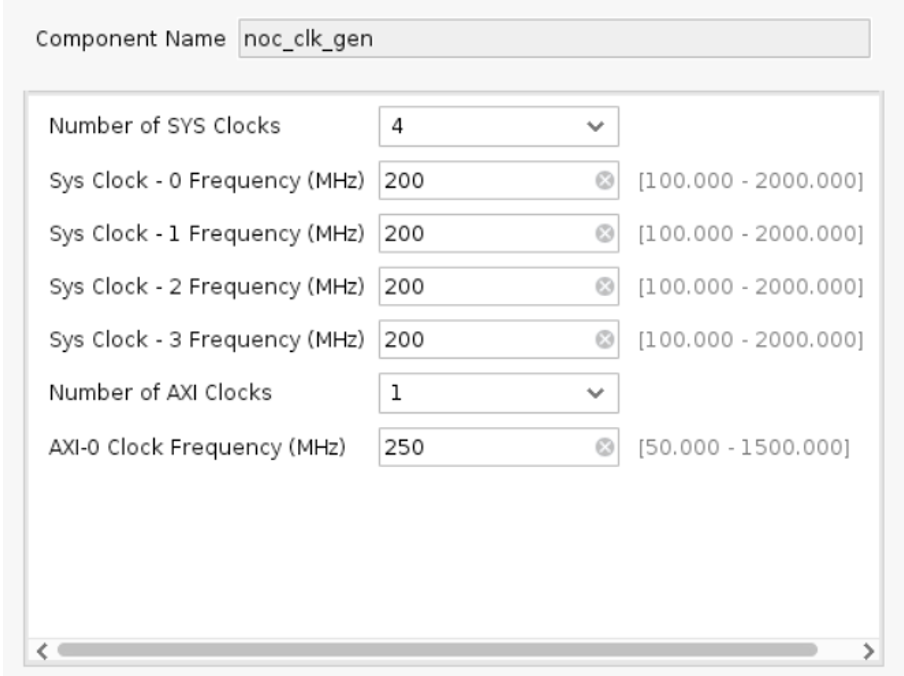 Component Name noc_clk_gen
Number of SYS Clocks 4
Sys Clock - 0 Frequency (MHz) 200 [100.000 - 2000.000]
Sys Clock - 1 Frequency (MHz) 200 [100.000 - 2000.000]
Sys Clock - 2 Frequency (MHz) 200 [100.000 - 2000.000]
Sys Clock - 3 Frequency (MHz) 200 [100.000 - 2000.000]
Number of AXI Clocks 1
AXI-0 Clock Frequency (MHz) 250 [50.000 - 1500.000]